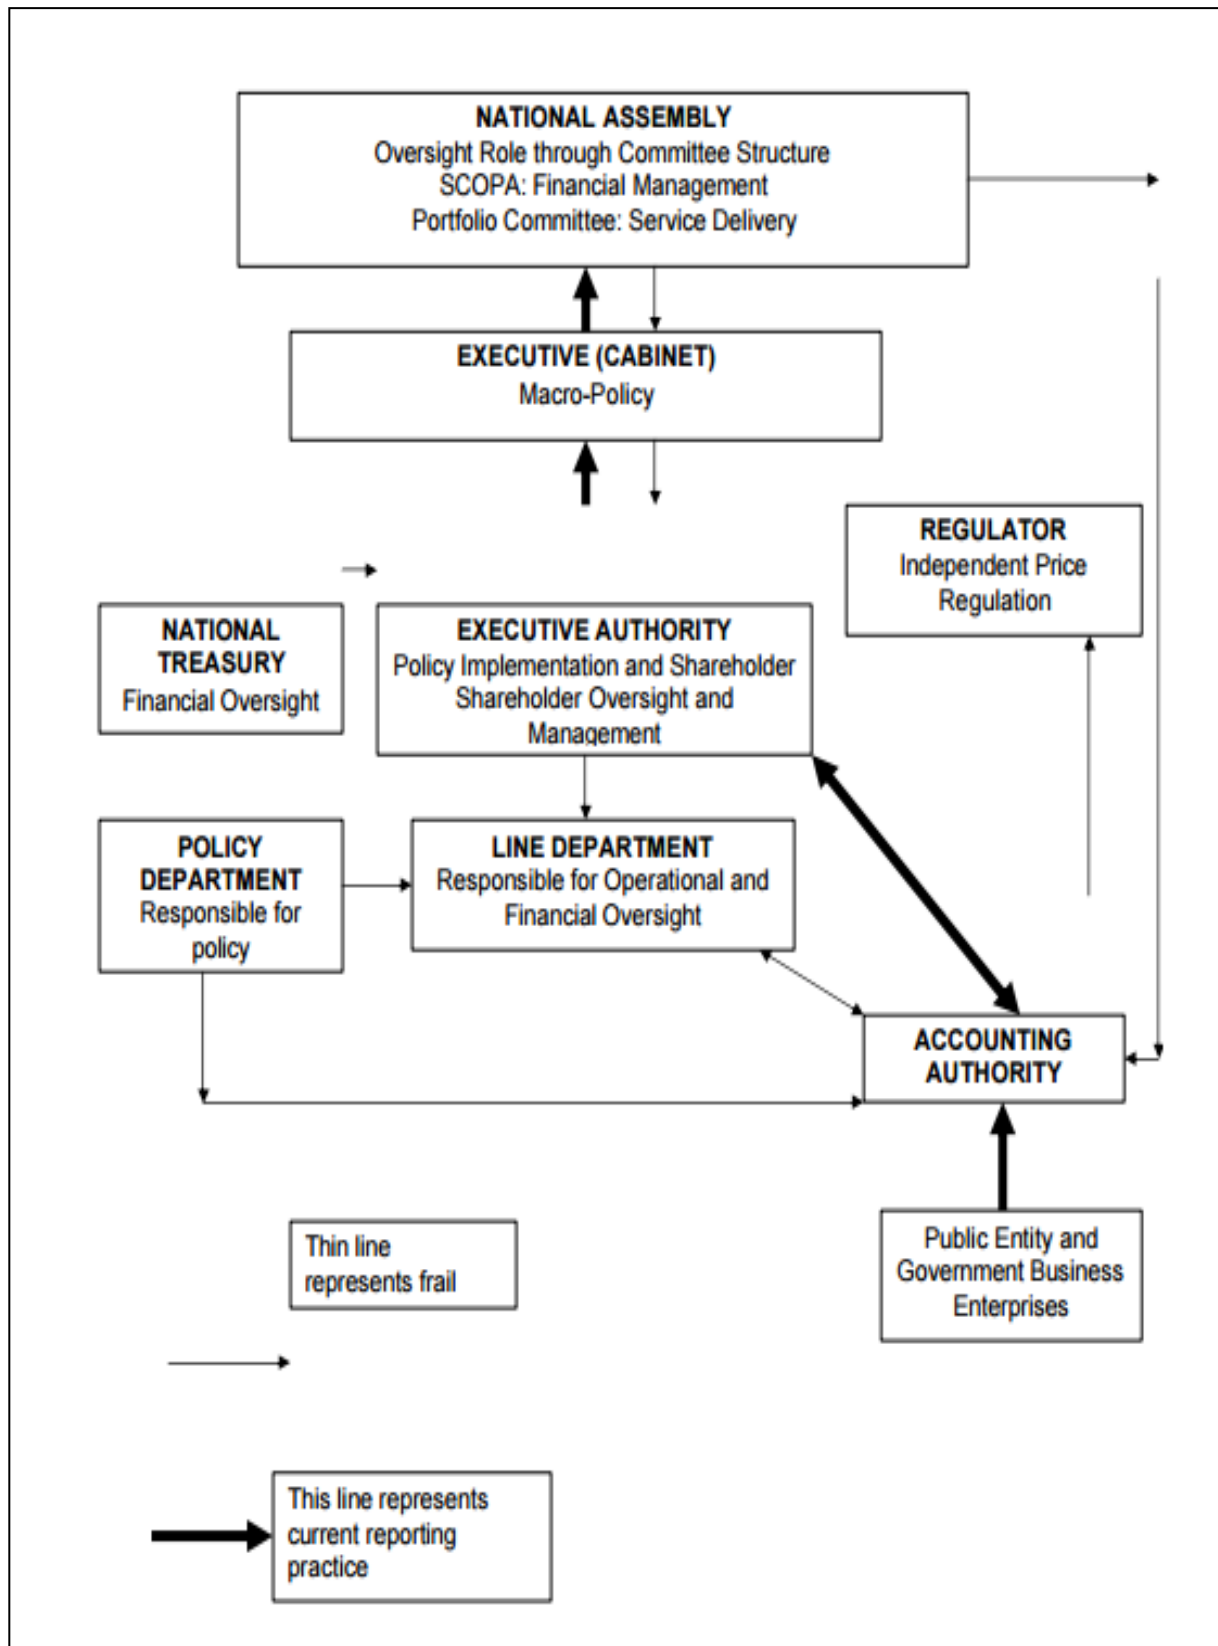 NATIONAL ASSEMBLY
Oversight Role through Committee Structure
SCOPA: Financial Management
Portfolio Committee: Service Delivery
EXECUTIVE (CABINET)
Macro-Policy
REGULATOR
Independent Price
Regulation
NATIONAL
TREASURY
Financial Oversight
EXECUTIVE AUTHORITY
Policy Implementation and Shareholder
Shareholder Oversight and
Management
POLICY
DEPARTMENT
Responsible for
policy
LINE DEPARTMENT
Responsible for Operational and
Financial Oversight
ACCOUNTING
AUTHORITY
Public Entity and
Government Business
Enterprises
Thin line
represents frail
This line represents
current reporting
practice